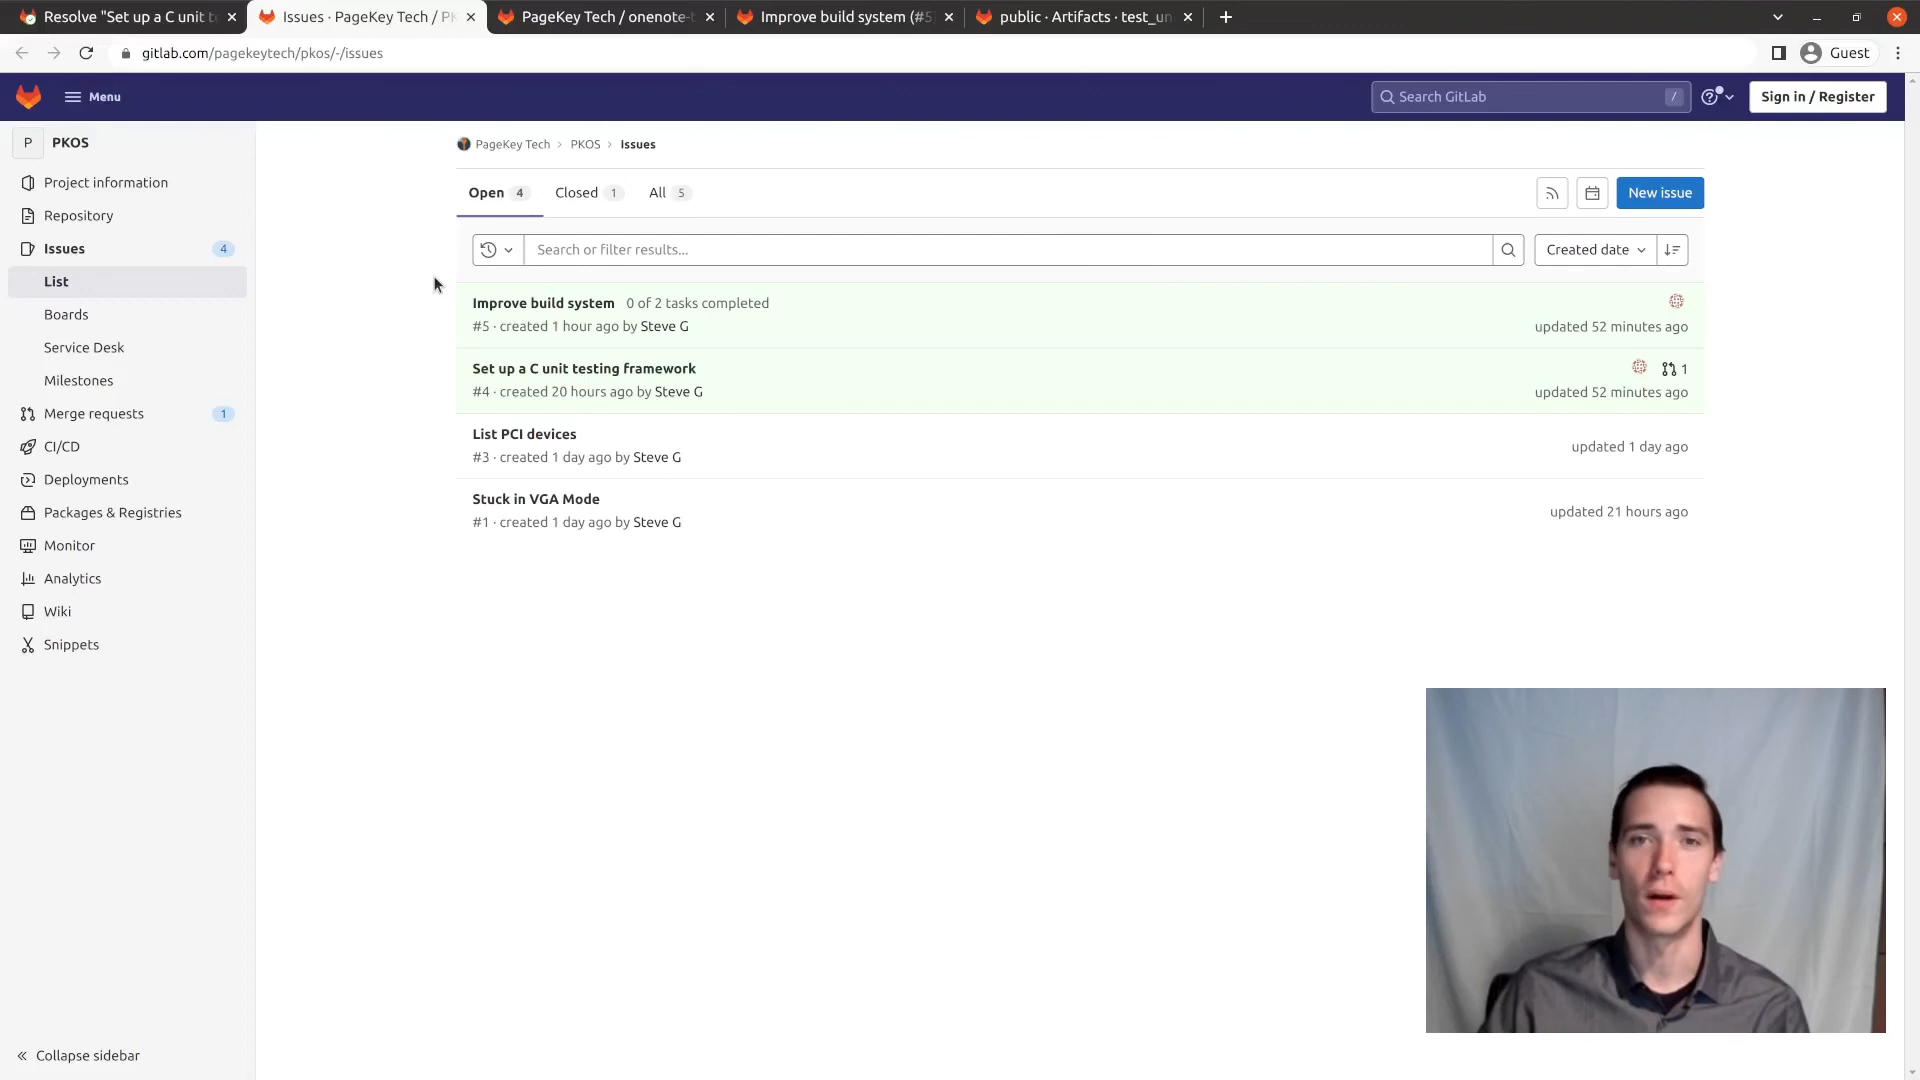 Resolve "Set up a C unit t
Issues · PageKey Tech / P
PageKey Tech / onenote-
Improve build system (#5
public · Artifacts · test_un
gitlab.com/pagekeytech/pkos/-/issues
Guest
Menu
Search GitLab
/
Sign in / Register
P
PKOS
Project information
Repository
Issues
4
List
Boards
Service Desk
Milestones
Merge requests
1
CI/CD
Deployments
Packages & Registries
Monitor
Analytics
Wiki
Snippets
Collapse sidebar
PageKey Tech › PKOS › Issues
Open 4
Closed 1
All 5
New issue
Search or filter results...
Created date
Improve build system 0 of 2 tasks completed
#5 · created 1 hour ago by Steve G
updated 52 minutes ago
Set up a C unit testing framework
1
#4 · created 20 hours ago by Steve G
updated 52 minutes ago
List PCI devices
#3 · created 1 day ago by Steve G
updated 1 day ago
Stuck in VGA Mode
#1 · created 1 day ago by Steve G
updated 21 hours ago